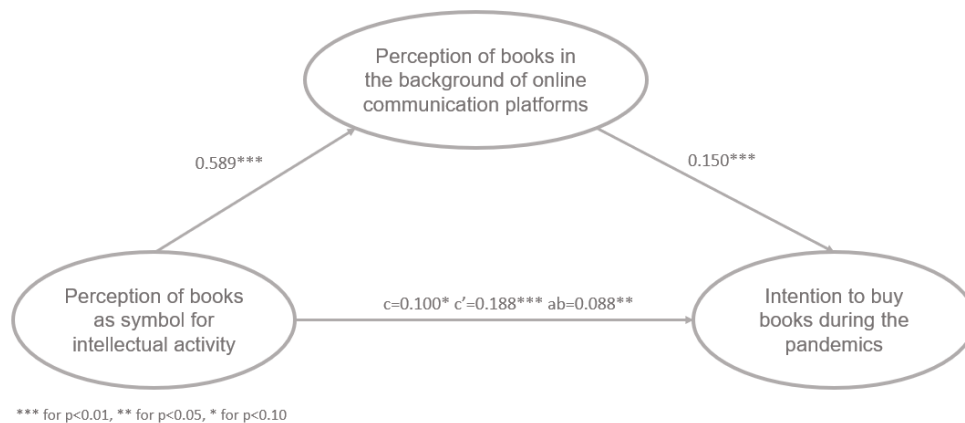 Perception of books in
the background of online
communication platforms
0.589***
0.150***
Perception of books
as symbol for
intellectual activity
c=0.100* c’=0.188*** ab=0.088**
Intention to buy
books during the
pandemics
*** for p<0.01, ** for p<0.05, * for p<0.10